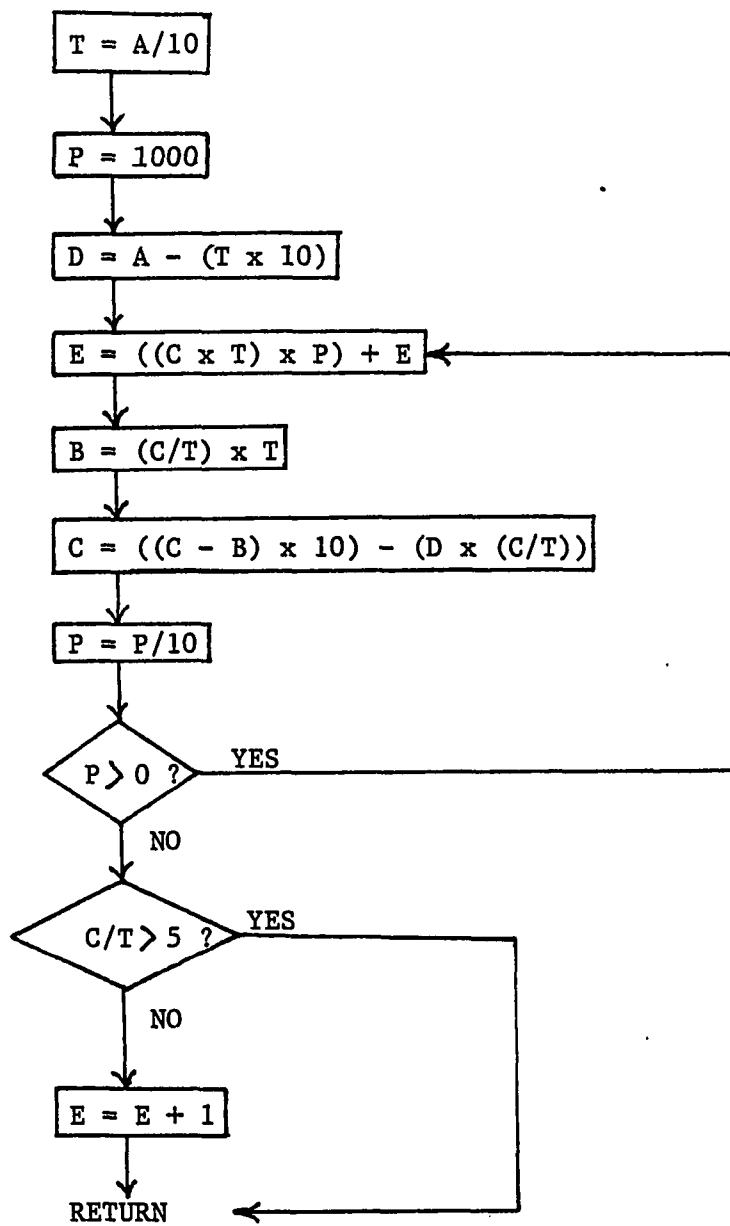 T = A/10
P = 1000
D = A - (T x 10)
E = ((C x T) x P) + E
B = (C/T) x T
C = ((C - B) x 10) - (D x (C/T))
P = P/10
P > 0 ?
YES
NO
C/T > 5 ?
YES
NO
E = E + 1
RETURN